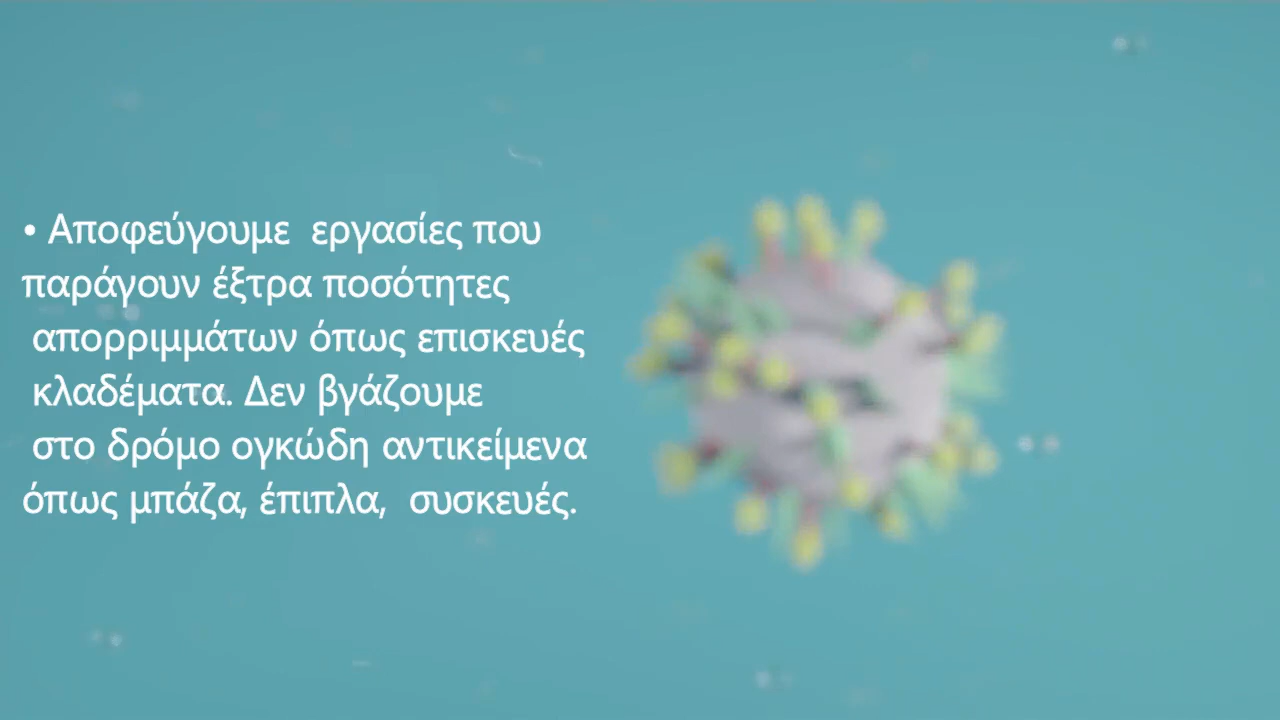 • Αποφεύγουμε  εργασίες που
παράγουν έξτρα ποσότητες
απορριμμάτων όπως επισκευές
κλαδέματα. Δεν βγάζουμε
στο δρόμο ογκώδη αντικείμενα
όπως μπάζα, έπιπλα,  συσκευές.